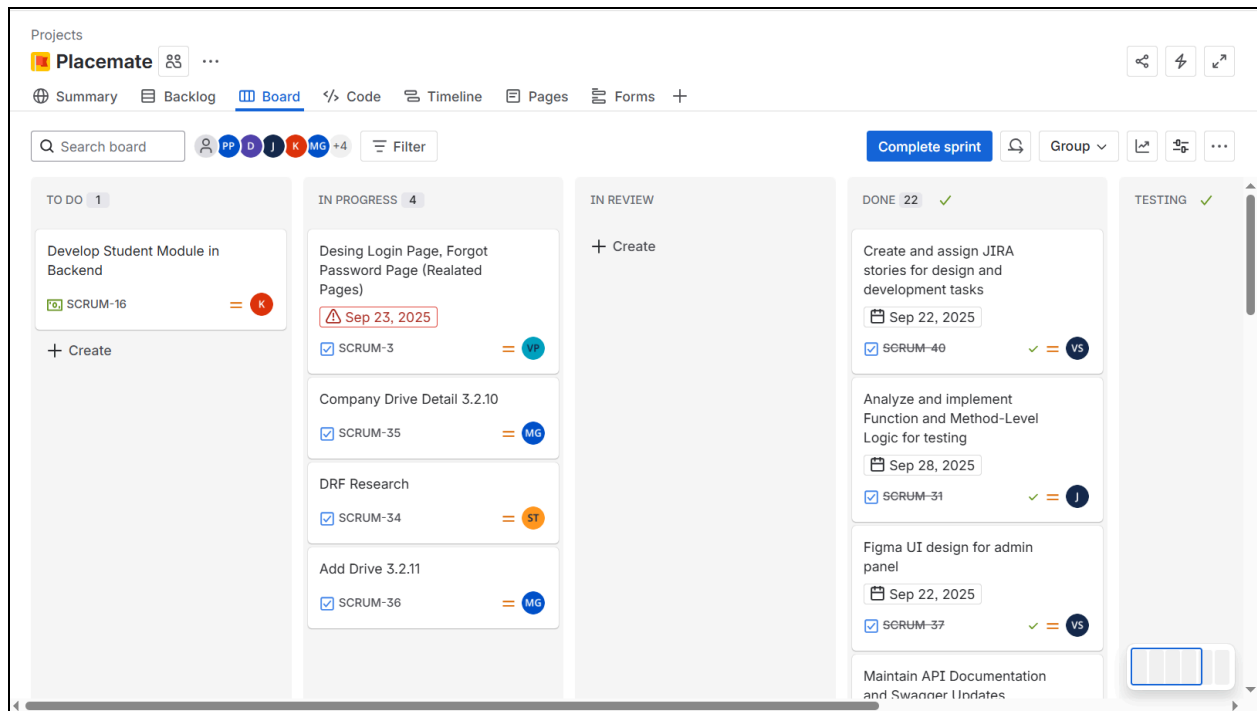 Projects
Placemate
Summary
Backlog
Board
Code
Timeline
Pages
Forms
Search board
PP
D
J
K
MG
+4
Filter
Complete sprint
Group
TO DO 1
Develop Student Module in
Backend
SCRUM-16
K
Create
IN PROGRESS 4
Desing Login Page, Forgot
Password Page (Realated
Pages)
Sep 23, 2025
SCRUM-3
VP
Company Drive Detail 3.2.10
SCRUM-35
MG
DRF Research
SCRUM-34
ST
Add Drive 3.2.11
SCRUM-36
MG
IN REVIEW
Create
DONE 22
Create and assign JIRA
stories for design and
development tasks
Sep 22, 2025
SCRUM-40
VS
Analyze and implement
Function and Method-Level
Logic for testing
Sep 28, 2025
SCRUM-31
J
Figma UI design for admin
panel
Sep 22, 2025
SCRUM-37
VS
Maintain API Documentation
and Swagger Updates
TESTING